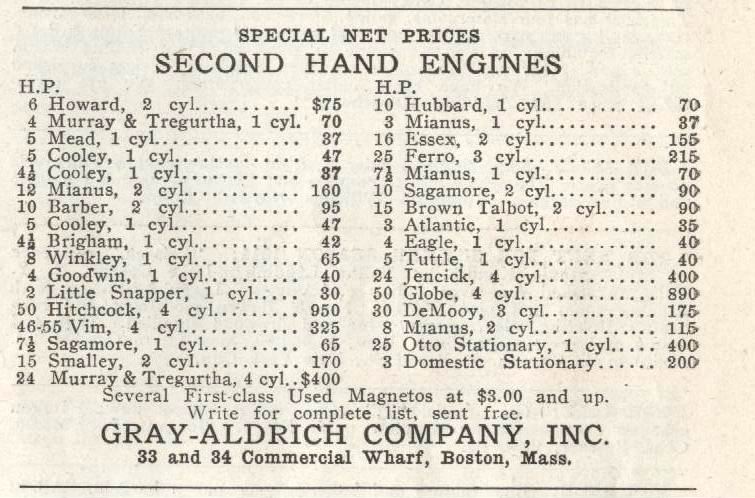 SPECIAL NET PRICES
SECOND HAND ENGINES
H.P.
6 Howard, 2 cyl........... $75
4 Murray & Tregurtha, 1 cyl. 70
5 Mead, 1 cyl............. 37
5 Cooley, 1 cyl............ 47
4½ Cooley, 1 cyl............ 37
12 Mianus, 2 cyl........... 160
10 Barber, 2 cyl............ 95
5 Cooley, 1 cyl............ 47
4½ Brigham, 1 cyl.......... 42
8 Winkley, 1 cyl.......... 65
4 Goodwin, 1 cyl.......... 40
2 Little Snapper, 1 cyl..... 30
50 Hitchcock, 4 cyl........ 950
46-55 Vim, 4 cyl........... 325
7½ Sagamore, 1 cyl......... 65
15 Smalley, 2 cyl.......... 170
24 Murray & Tregurtha, 4 cyl..$400
H.P.
10 Hubbard, 1 cyl............ 70
3 Mianus, 1 cyl............ 37
16 Essex, 2 cyl............ 155
25 Ferro, 3 cyl............ 215
7½ Mianus, 1 cyl............ 70
10 Sagamore, 2 cyl.......... 90
15 Brown Talbot, 2 cyl...... 90
3 Atlantic, 1 cyl........... 35
4 Eagle, 1 cyl............. 40
5 Tuttle, 1 cyl............ 40
24 Jencick, 4 cyl.......... 400
50 Globe, 4 cyl............ 890
30 DeMooy, 3 cyl.......... 175
8 Mianus, 2 cyl.......... 115
25 Otto Stationary, 1 cyl..... 400
3 Domestic Stationary...... 200
Several First-class Used Magnetos at $3.00 and up.
Write for complete list, sent free.
GRAY-ALDRICH COMPANY, INC.
33 and 34 Commercial Wharf, Boston, Mass.